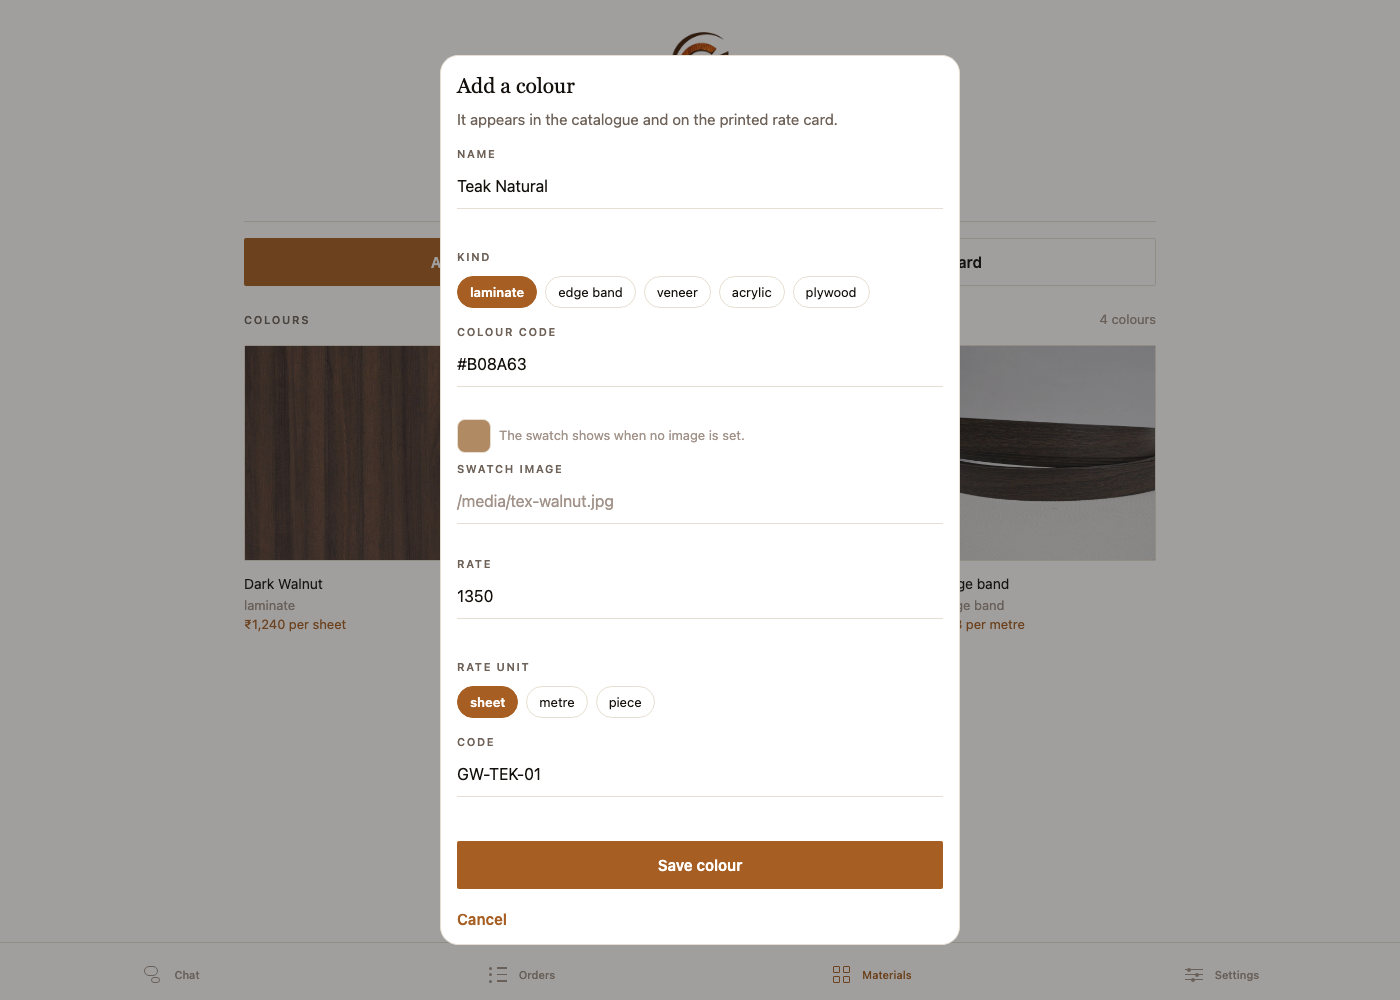 Add a colour
It appears in the catalogue and on the printed rate card.
NAME
Teak Natural
KIND
laminate edge band veneer acrylic plywood
COLOUR CODE
#B08A63
The swatch shows when no image is set.
SWATCH IMAGE
/media/tex-walnut.jpg
RATE
1350
RATE UNIT
sheet metre piece
CODE
GW-TEK-01
Save colour
Cancel
COLOURS
4 colours
Dark Walnut
laminate
₹1,240 per sheet
band
band
per metre
Chat
Orders
Materials
Settings